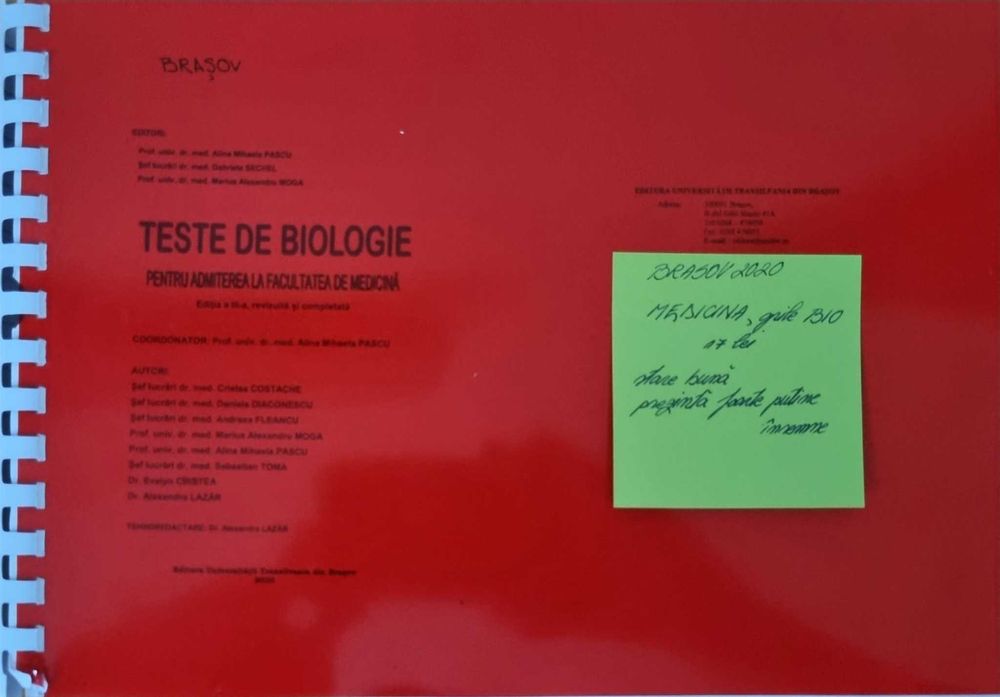 BRAȘOV
EDITORI:
Prof. univ. dr. med. Alina Mihaela PASCU
Șef lucrări dr. med. Gabriela SECHEL
Prof. univ. dr. med. Marius Alexandru MOGA
TESTE DE BIOLOGIE
PENTRU ADMITEREA LA FACULTATEA DE MEDICINĂ
Ediția a III-a, revizuită și completată
COORDONATOR: Prof. univ. dr. med. Alina Mihaela PASCU
AUTORI:
Șef lucrări dr. med. Cristea COSTACHE
Șef lucrări dr. med. Daniela DIACONESCU
Șef lucrări dr. med. Andreea FLEANCU
Prof. univ. dr. med. Marius Alexandru MOGA
Prof. univ. dr. med. Alina Mihaela PASCU
Șef lucrări dr. med. Sebastian TOMA
Dr. Evelyn CRISTEA
Dr. Alexandra LAZĂR
TEHNOREDACTARE: Dr. Alexandra LAZĂR
Editura Universității Transilvania din Brașov
2020
EDITURA UNIVERSITĂȚII TRANSILVANIA DIN BRAȘOV
Adresa: Brașov,
BRASOV 2020
MEDICINA, grile BIO
17 lei
stare bună
prezintă foarte puține
însemne